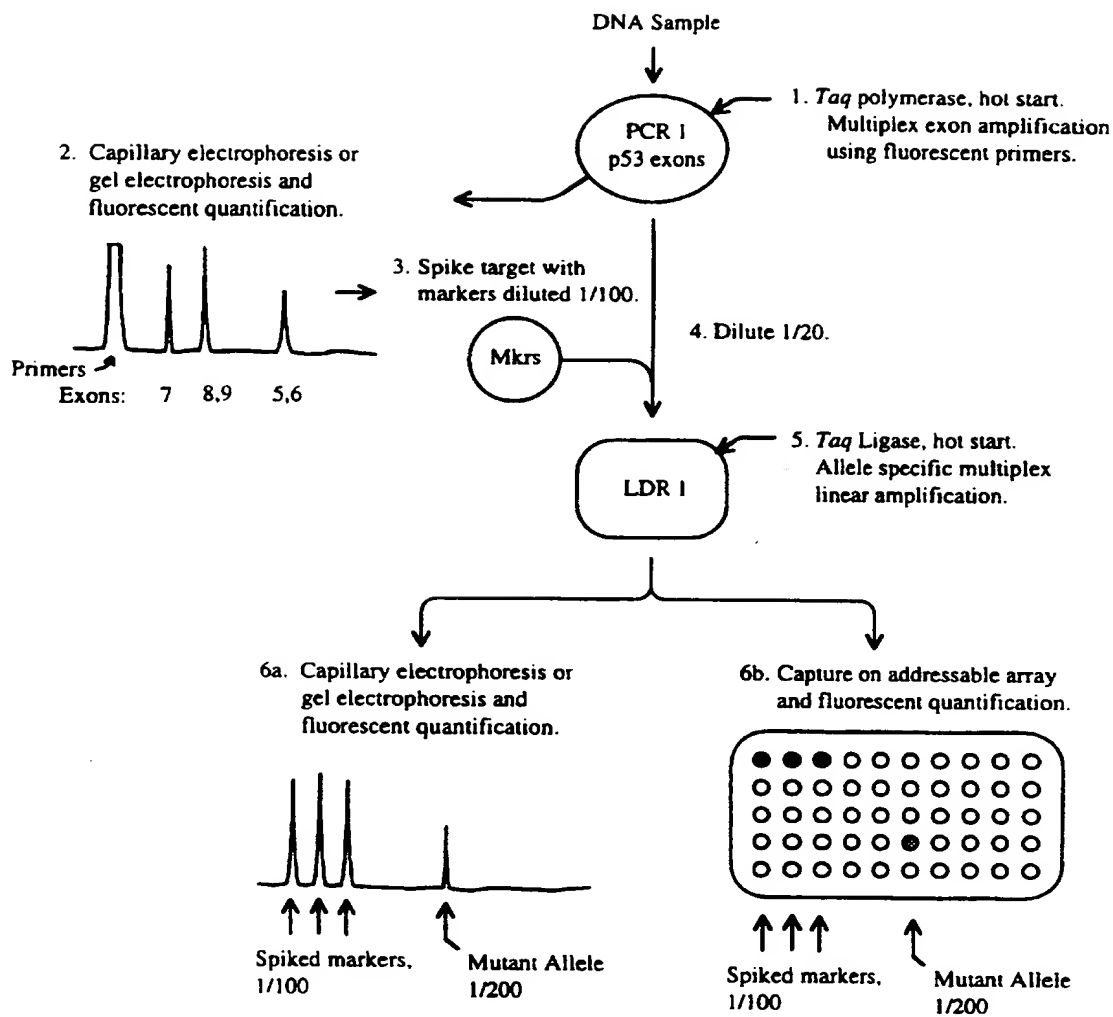 DNA Sample
1. Taq polymerase, hot start.
Multiplex exon amplification
using fluorescent primers.
PCR 1
p53 exons
2. Capillary electrophoresis or
gel electrophoresis and
fluorescent quantification.
3. Spike target with
markers diluted 1/100.
4. Dilute 1/20.
Mkrs
Primers
Exons: 7 8,9 5,6
5. Taq Ligase, hot start.
Allele specific multiplex
linear amplification.
LDR 1
6a. Capillary electrophoresis or
gel electrophoresis and
fluorescent quantification.
Spiked markers,
1/100
Mutant Allele
1/200
6b. Capture on addressable array
and fluorescent quantification.
Spiked markers,
1/100
Mutant Allele
1/200